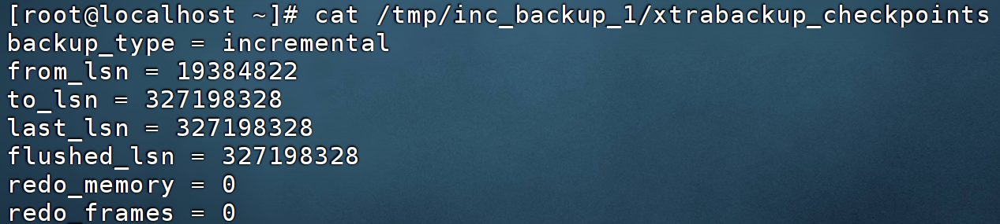 [root@localhost ~]# cat /tmp/inc_backup_1/xtrabackup_checkpoints
backup_type = incremental
from_lsn = 19384822
to_lsn = 327198328
last_lsn = 327198328
flushed_lsn = 327198328
redo_memory = 0
redo_frames = 0